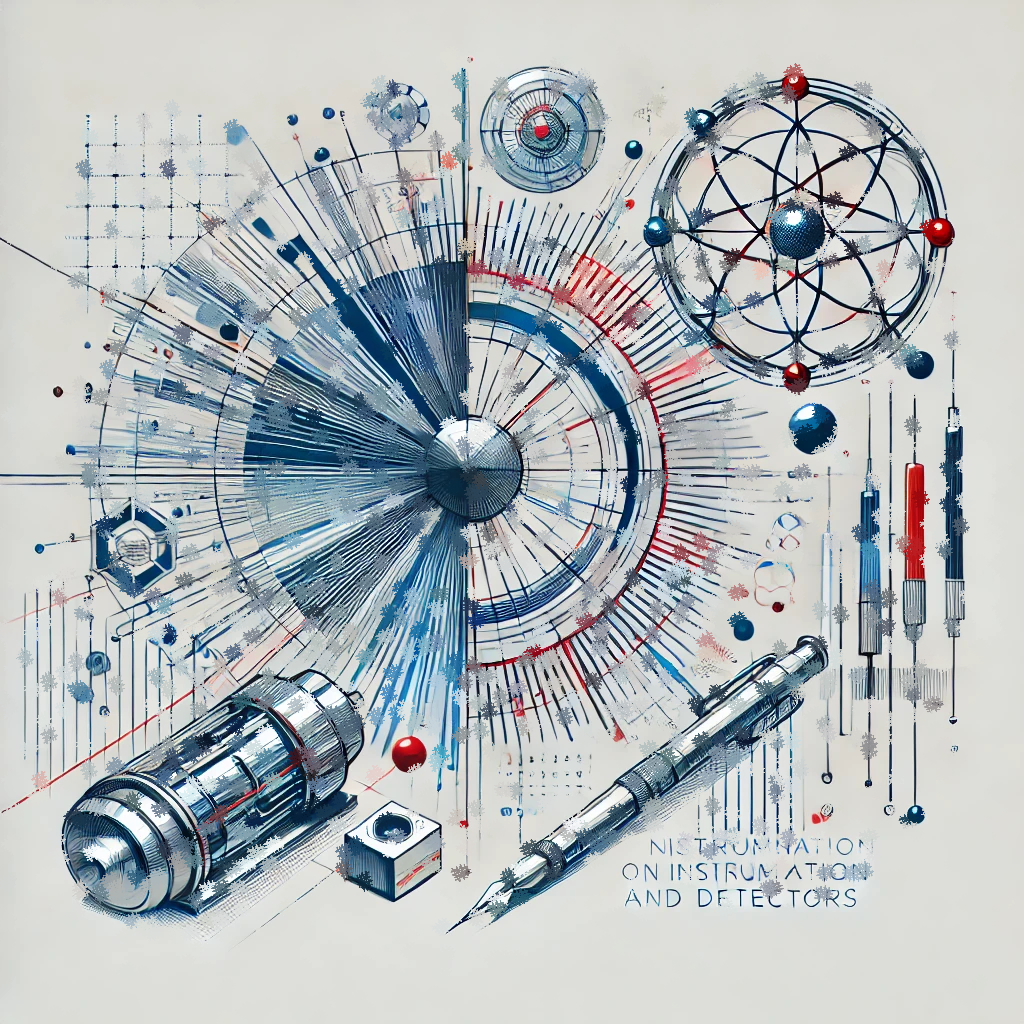 NISTRUMNATION
ON INSTRUMATION
AND DETECTORS